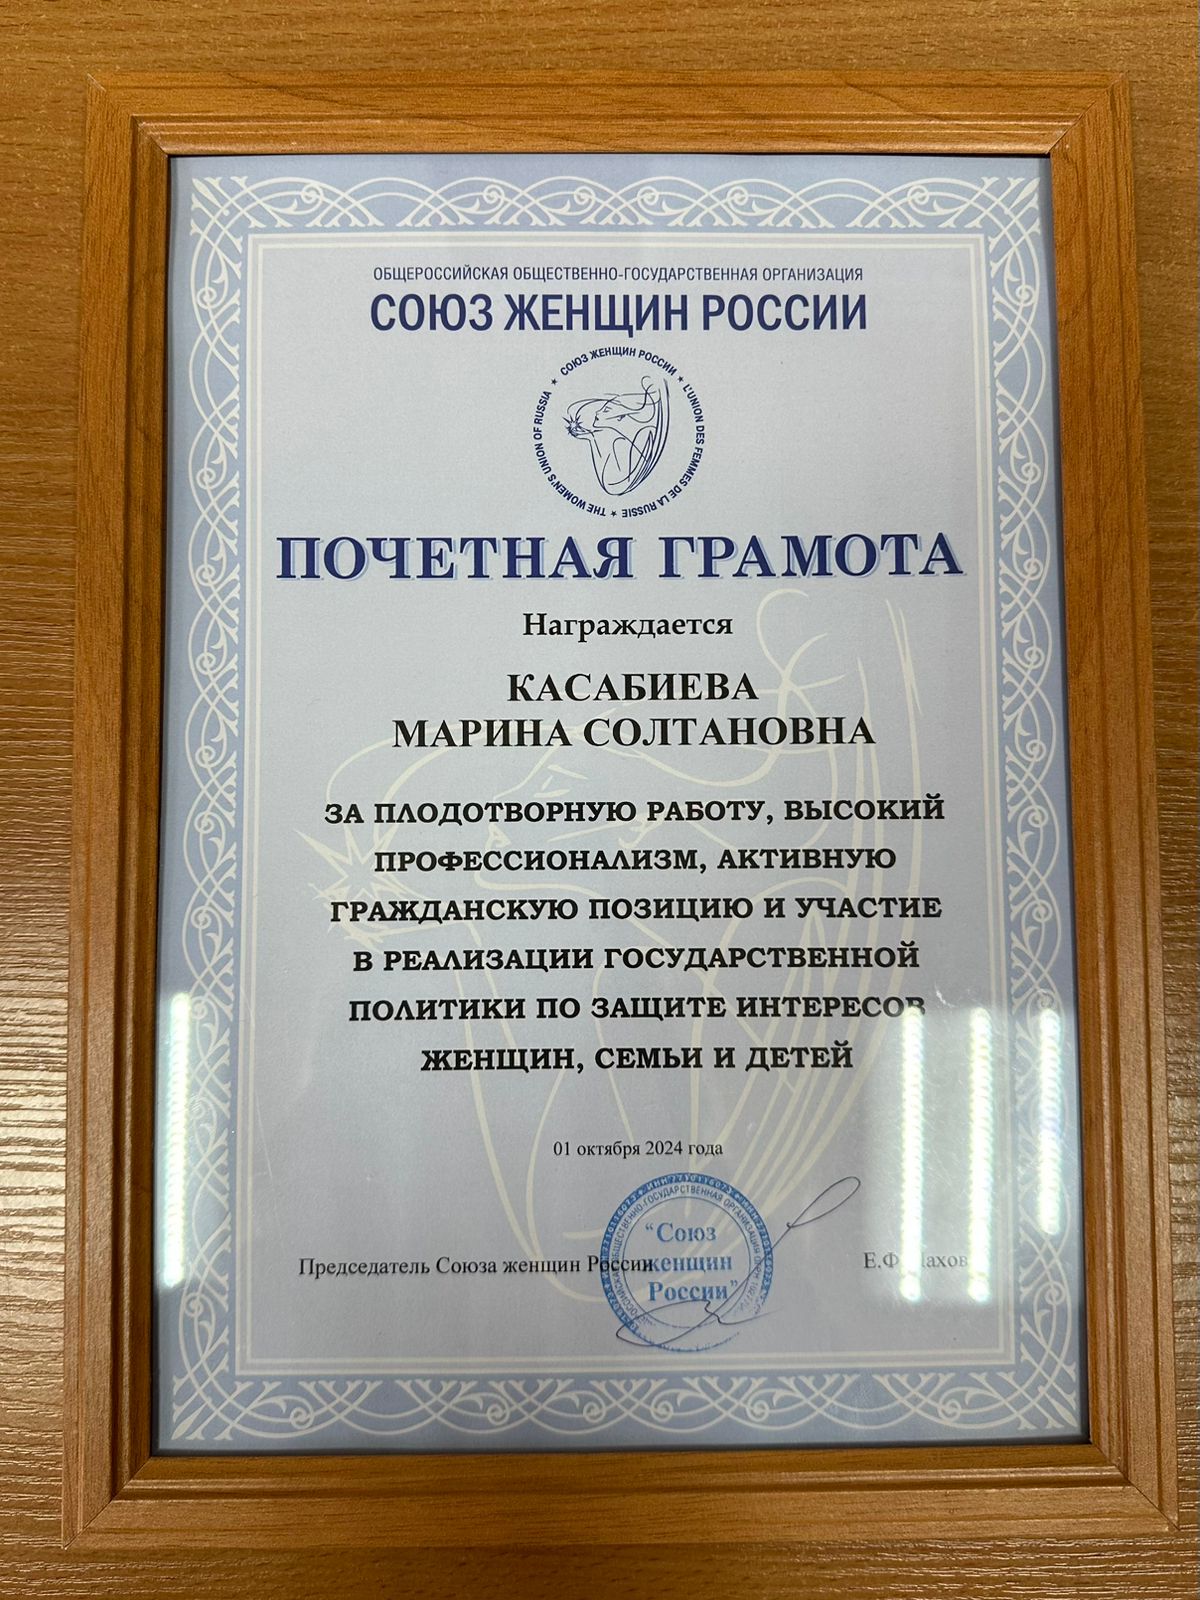 ОБЩЕРОССИЙСКАЯ ОБЩЕСТВЕННО-ГОСУДАРСТВЕННАЯ ОРГАНИЗАЦИЯ
СОЮЗ ЖЕНЩИН РОССИИ
СОЮЗ ЖЕНЩИН РОССИИ ★ L'UNION DES FEMMES DE LA RUSSIE ★ THE WOMEN'S UNION OF RUSSIA ★
ПОЧЕТНАЯ ГРАМОТА
Награждается
КАСАБИЕВА
МАРИНА СОЛТАНОВНА
ЗА ПЛОДОТВОРНУЮ РАБОТУ, ВЫСОКИЙ
ПРОФЕССИОНАЛИЗМ, АКТИВНУЮ
ГРАЖДАНСКУЮ ПОЗИЦИЮ И УЧАСТИЕ
В РЕАЛИЗАЦИИ ГОСУДАРСТВЕННОЙ
ПОЛИТИКИ ПО ЗАЩИТЕ ИНТЕРЕСОВ
ЖЕНЩИН, СЕМЬИ И ДЕТЕЙ
01 октября 2024 года
Председатель Союза женщин России
"Союз
женщин
России"
Е.Ф.